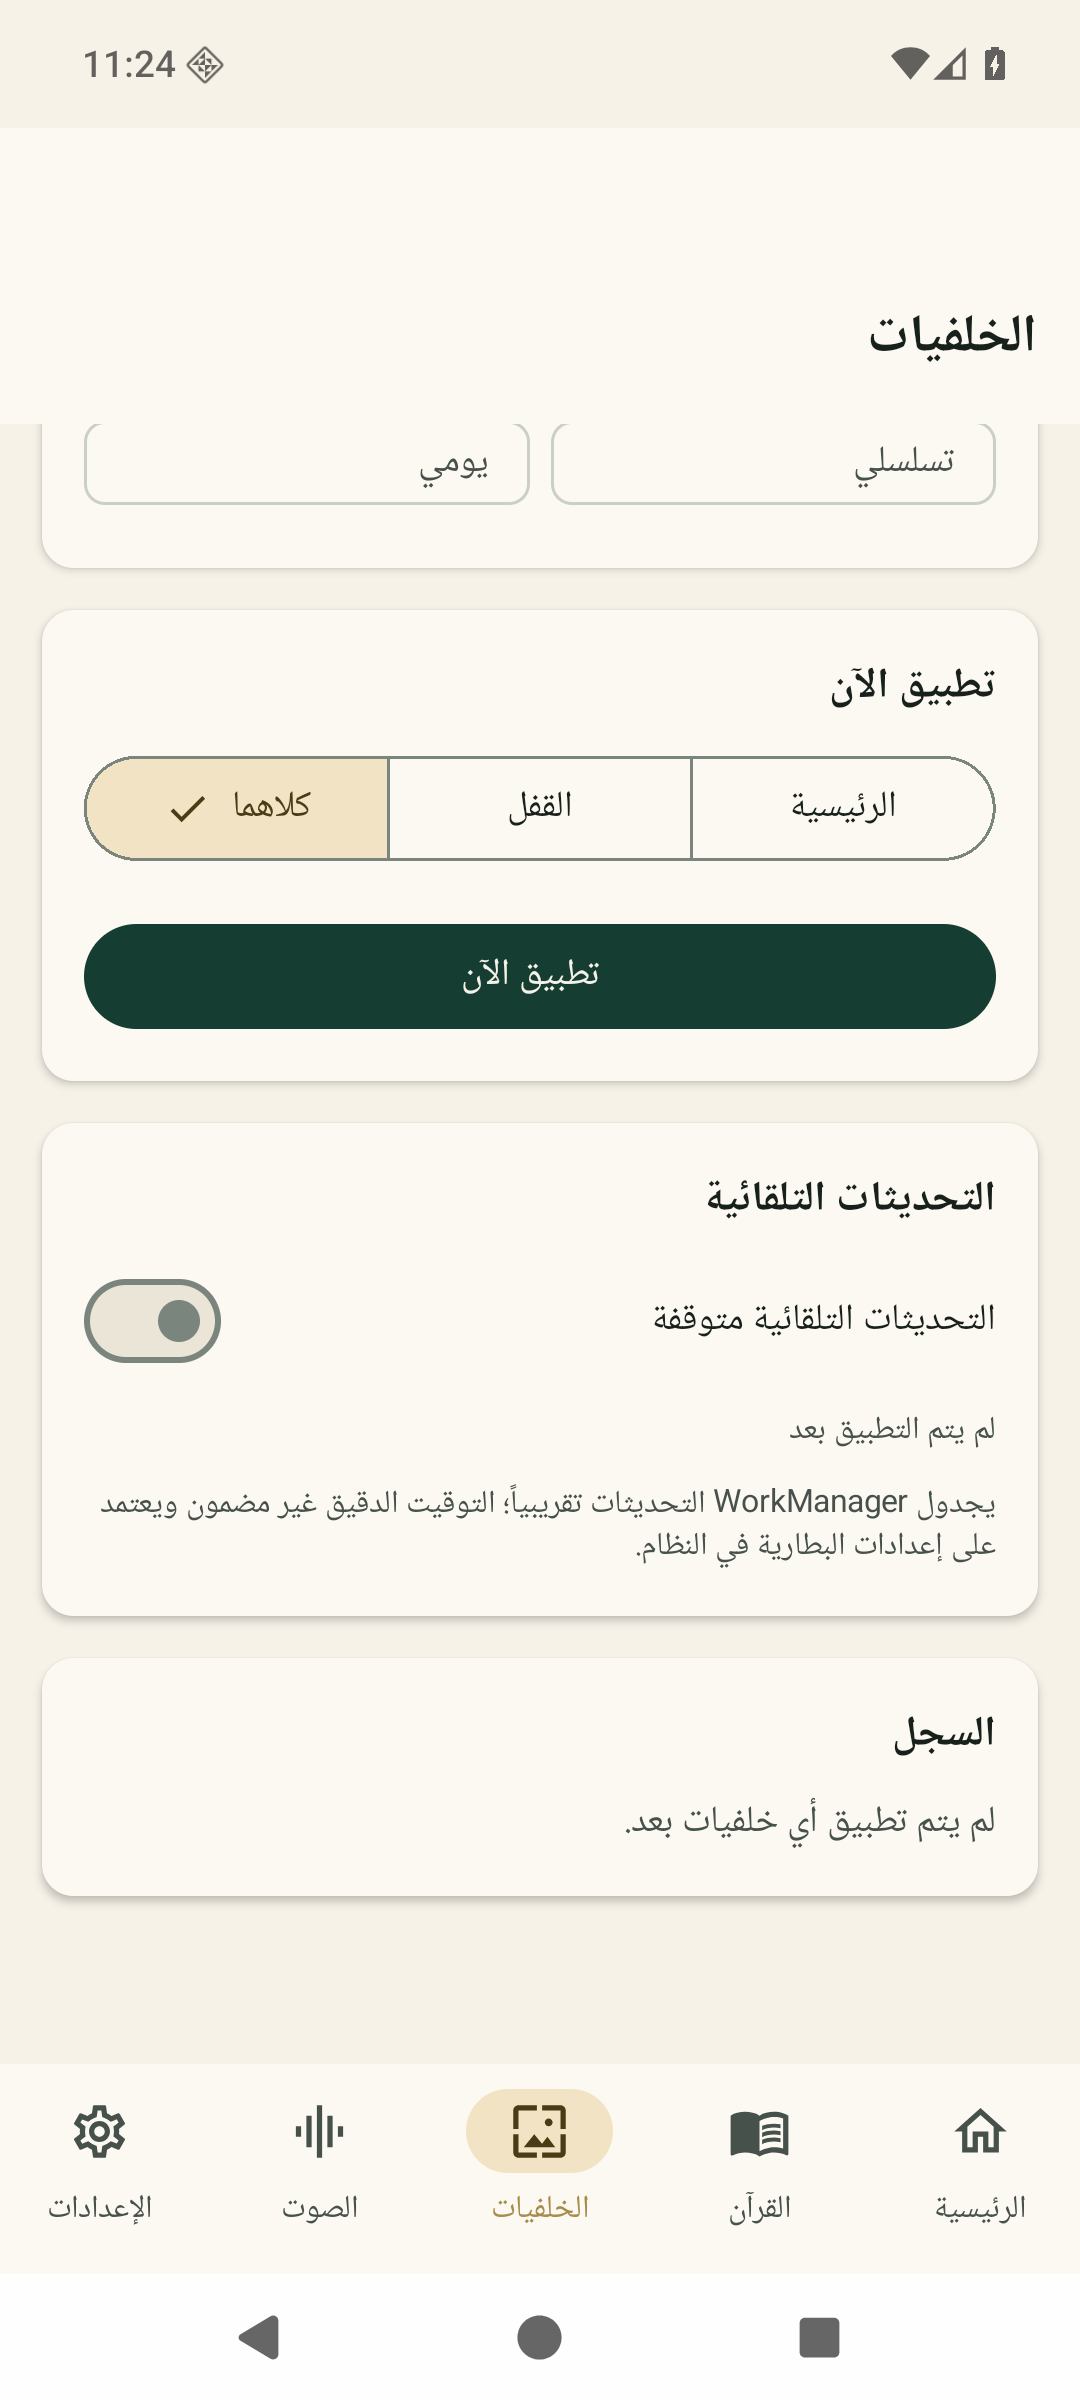 11:24
الخلفيات
تسلسلي
يومي
تطبيق الآن
الرئيسية
القفل
كلاهما
تطبيق الآن
التحديثات التلقائية
التحديثات التلقائية متوقفة
لم يتم التطبيق بعد
يجدول WorkManager التحديثات تقريبياً؛ التوقيت الدقيق غير مضمون ويعتمد
على إعدادات البطارية في النظام.
السجل
لم يتم تطبيق أي خلفيات بعد.
الرئيسية
القرآن
الخلفيات
الصوت
الإعدادات